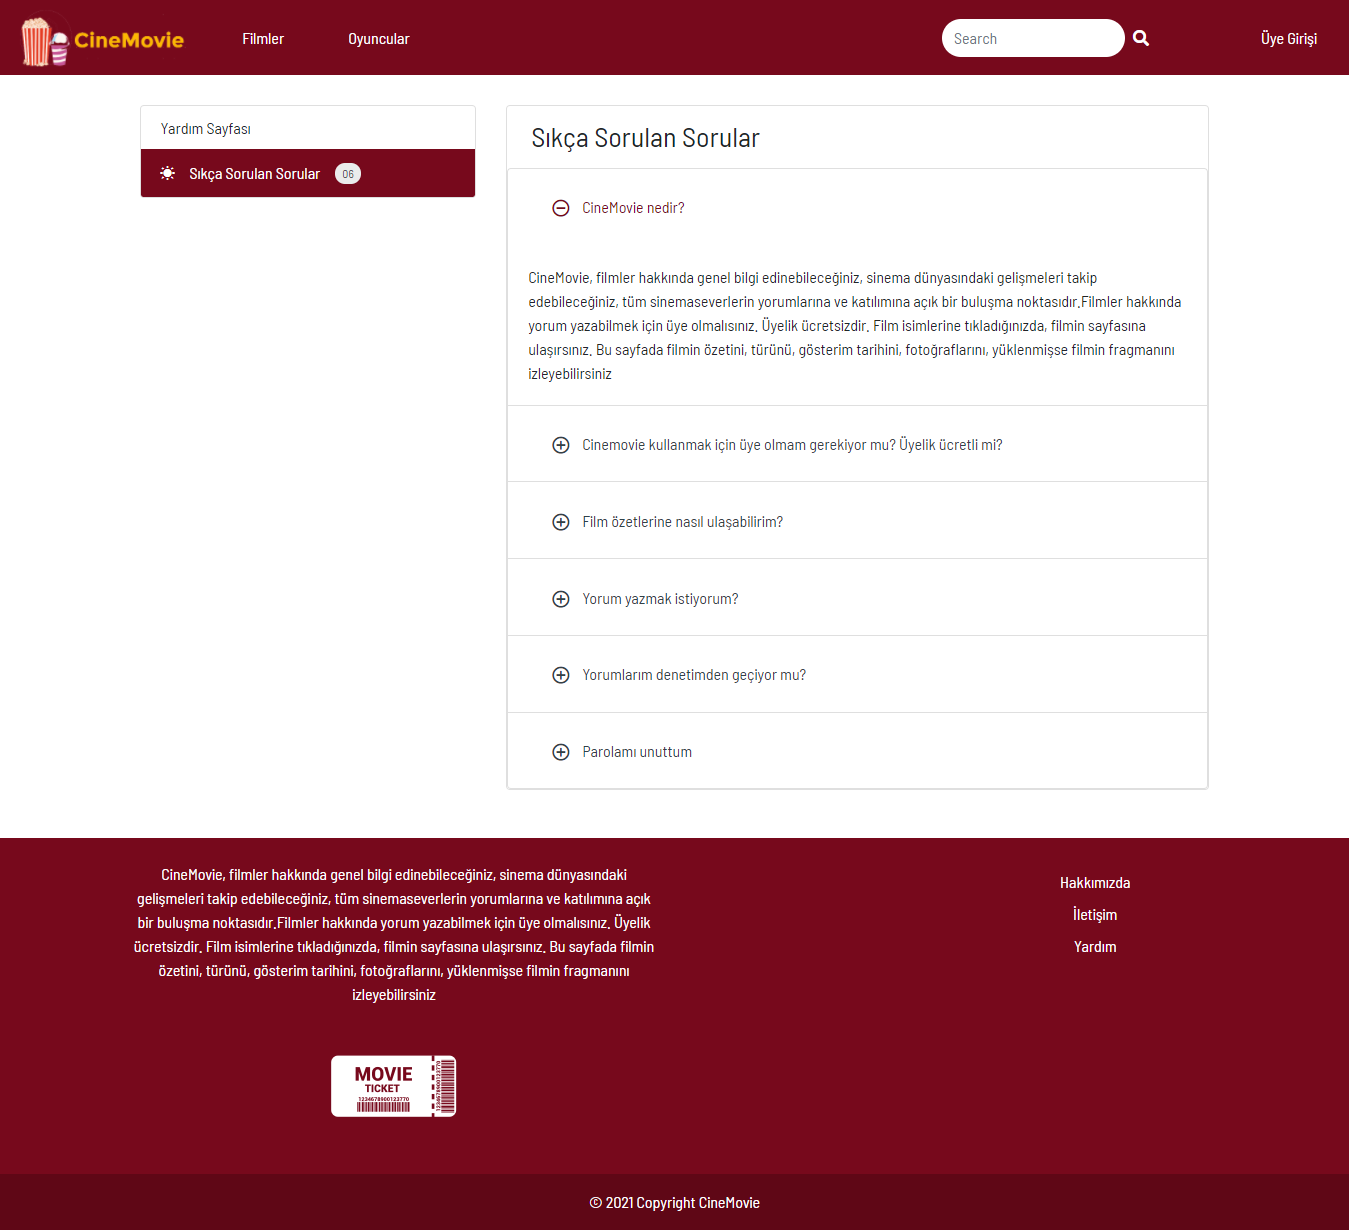 CineMovie
Filmler
Oyuncular
Search
Üye Girişi
Yardım Sayfası
Sıkça Sorulan Sorular 06
Sıkça Sorulan Sorular
CineMovie nedir?
CineMovie, filmler hakkında genel bilgi edinebileceğiniz, sinema dünyasındaki gelişmeleri takip
edebileceğiniz, tüm sinemaseverlerin yorumlarına ve katılımına açık bir buluşma noktasıdır.Filmler hakkında
yorum yazabilmek için üye olmalısınız. Üyelik ücretsizdir. Film isimlerine tıkladığınızda, filmin sayfasına
ulaşırsınız. Bu sayfada filmin özetini, türünü, gösterim tarihini, fotoğraflarını, yüklenmişse filmin fragmanını
izleyebilirsiniz
Cinemovie kullanmak için üye olmam gerekiyor mu? Üyelik ücretli mi?
Film özetlerine nasıl ulaşabilirim?
Yorum yazmak istiyorum?
Yorumlarım denetimden geçiyor mu?
Parolamı unuttum
CineMovie, filmler hakkında genel bilgi edinebileceğiniz, sinema dünyasındaki
gelişmeleri takip edebileceğiniz, tüm sinemaseverlerin yorumlarına ve katılımına açık
bir buluşma noktasıdır.Filmler hakkında yorum yazabilmek için üye olmalısınız. Üyelik
ücretsizdir. Film isimlerine tıkladığınızda, filmin sayfasına ulaşırsınız. Bu sayfada filmin
özetini, türünü, gösterim tarihini, fotoğraflarını, yüklenmişse filmin fragmanını
izleyebilirsiniz
Hakkımızda
İletişim
Yardım
MOVIE
TICKET
1234678900123770
1234678900123770
© 2021 Copyright CineMovie